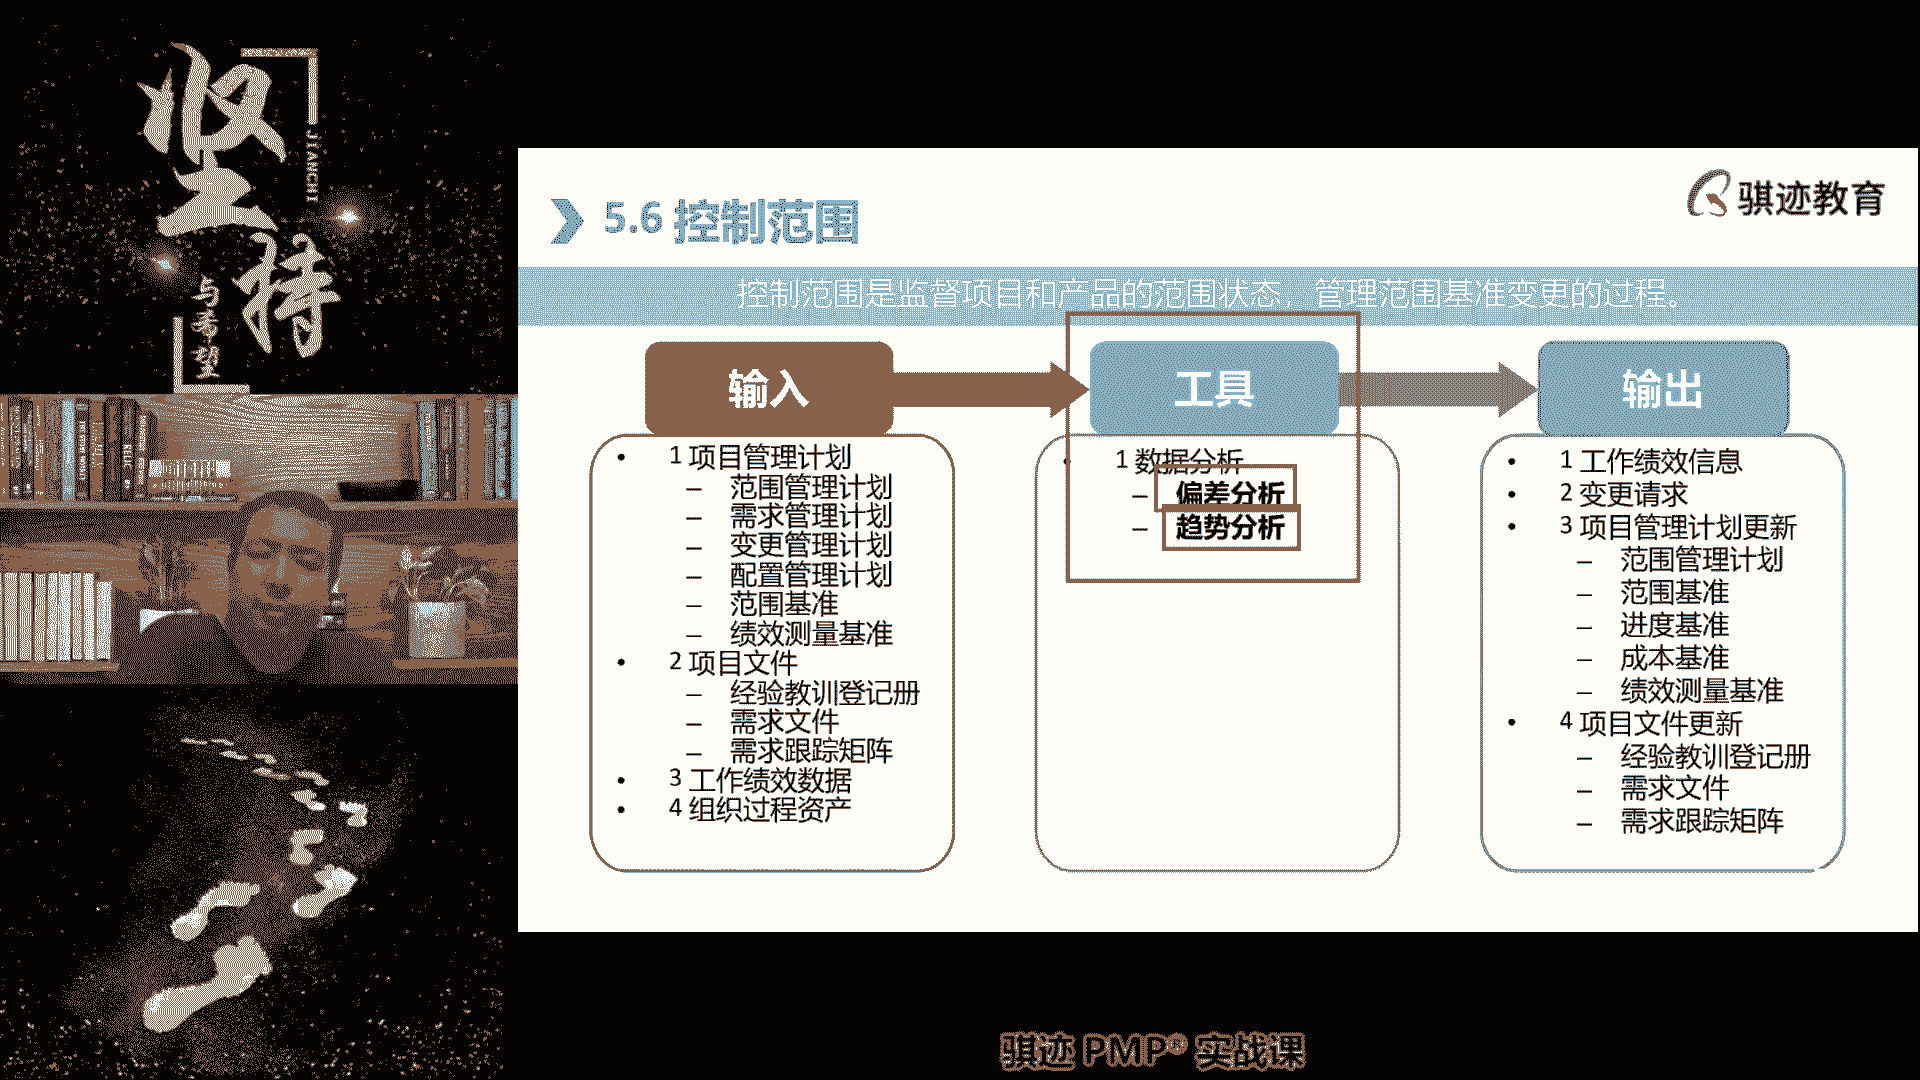 坚持
JIANCHI
与希望
5.6 控制范围
骐迹教育
控制范围是监督项目和产品的范围状态，管理范围基准变更的过程。
输入
工具
输出
• 1 项目管理计划
– 范围管理计划
– 需求管理计划
– 变更管理计划
– 配置管理计划
– 范围基准
– 绩效测量基准
• 2 项目文件
– 经验教训登记册
– 需求文件
– 需求跟踪矩阵
• 3 工作绩效数据
• 4 组织过程资产
• 1 数据分析
– 偏差分析
– 趋势分析
• 1 工作绩效信息
• 2 变更请求
• 3 项目管理计划更新
– 范围管理计划
– 范围基准
– 进度基准
– 成本基准
– 绩效测量基准
• 4 项目文件更新
– 经验教训登记册
– 需求文件
– 需求跟踪矩阵
骐迹 PMP® 实战课